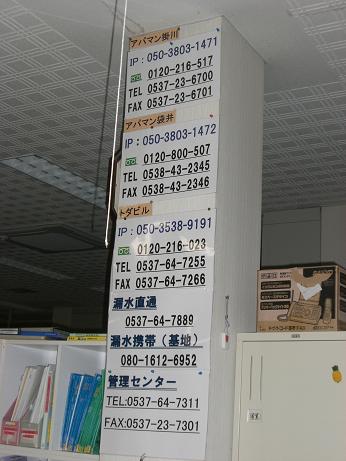 アパマン掛川
IP：050-3803-1471
0120-216-517
TEL 0537-23-6700
FAX 0537-23-6701
アパマン袋井
IP：050-3803-1472
0120-800-507
TEL 0538-43-2345
FAX 0538-43-2346
トダビル
IP：050-3538-9191
0120-216-023
TEL 0537-64-7255
FAX 0537-64-7266
漏水直通
0537-64-7889
漏水携帯（基地）
080-1612-6952
管理センター
TEL:0537-64-7311
FAX:0537-23-7301